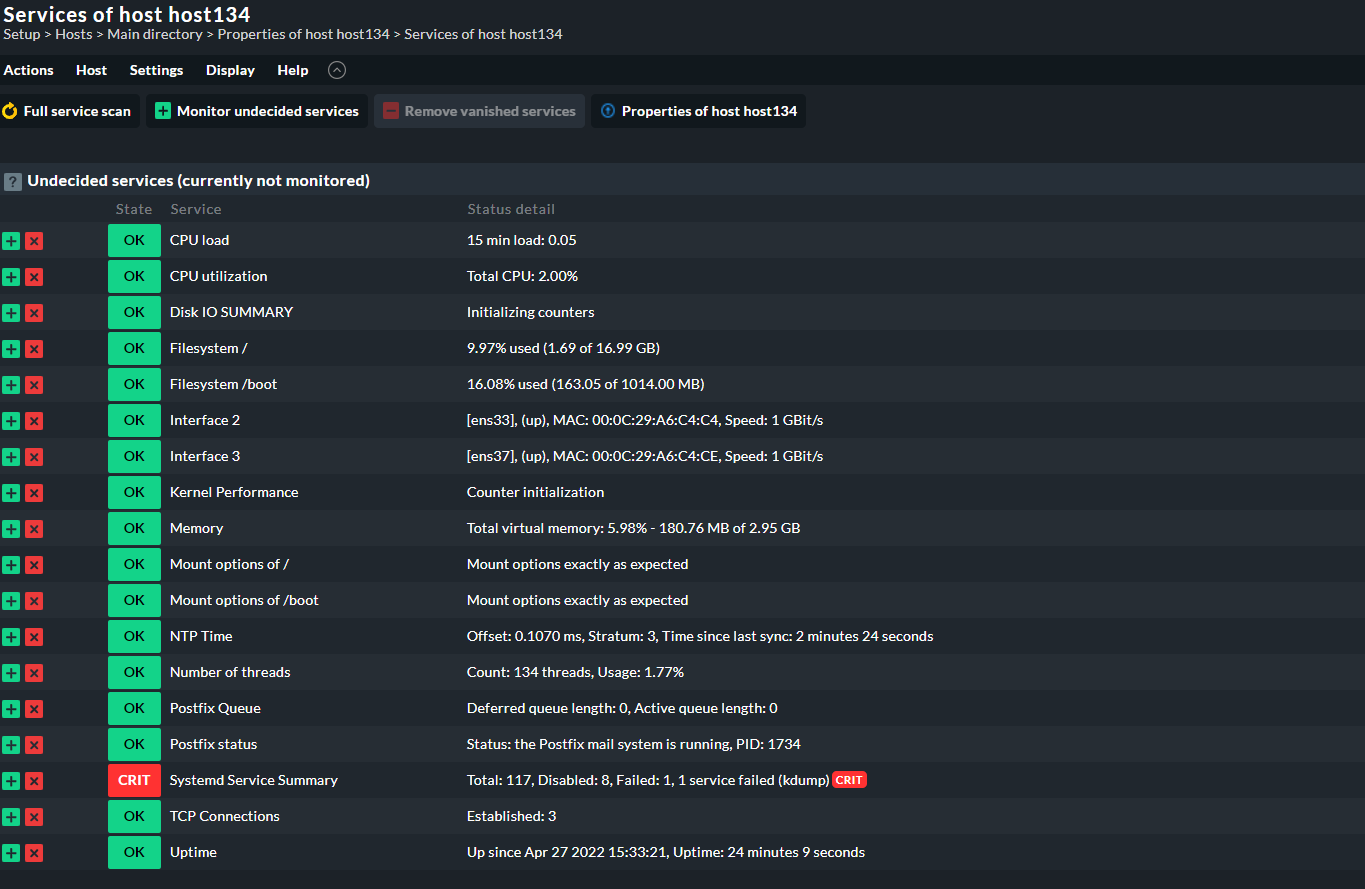 Services of host host134
Setup > Hosts > Main directory > Properties of host host134 > Services of host host134
Actions Host Settings Display Help
Full service scan Monitor undecided services Remove vanished services Properties of host host134
? Undecided services (currently not monitored)
State Service Status detail
OK CPU load 15 min load: 0.05
OK CPU utilization Total CPU: 2.00%
OK Disk IO SUMMARY Initializing counters
OK Filesystem / 9.97% used (1.69 of 16.99 GB)
OK Filesystem /boot 16.08% used (163.05 of 1014.00 MB)
OK Interface 2 [ens33], (up), MAC: 00:0C:29:A6:C4:C4, Speed: 1 GBit/s
OK Interface 3 [ens37], (up), MAC: 00:0C:29:A6:C4:CE, Speed: 1 GBit/s
OK Kernel Performance Counter initialization
OK Memory Total virtual memory: 5.98% - 180.76 MB of 2.95 GB
OK Mount options of / Mount options exactly as expected
OK Mount options of /boot Mount options exactly as expected
OK NTP Time Offset: 0.1070 ms, Stratum: 3, Time since last sync: 2 minutes 24 seconds
OK Number of threads Count: 134 threads, Usage: 1.77%
OK Postfix Queue Deferred queue length: 0, Active queue length: 0
OK Postfix status Status: the Postfix mail system is running, PID: 1734
CRIT Systemd Service Summary Total: 117, Disabled: 8, Failed: 1, 1 service failed (kdump) CRIT
OK TCP Connections Established: 3
OK Uptime Up since Apr 27 2022 15:33:21, Uptime: 24 minutes 9 seconds